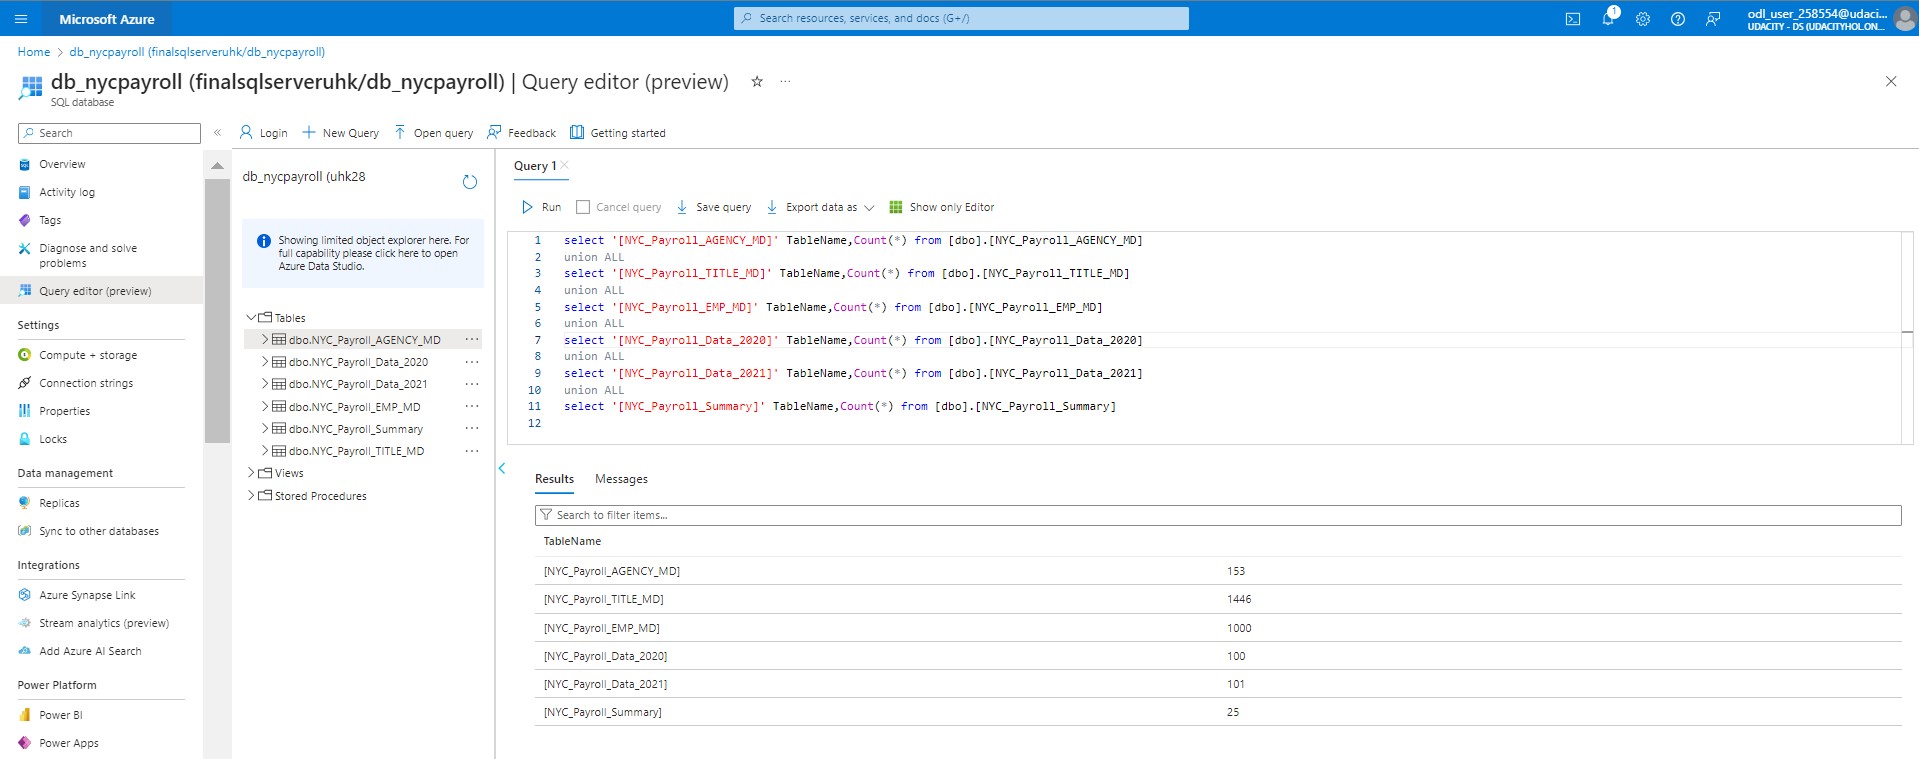 Microsoft Azure
Search resources, services, and docs (G+/)
1
odl_user_258554@udaci...
UDACITY - DS (UDACITYHOL.ON...
Home > db_nycpayroll (finalsqlserveruhk/db_nycpayroll)
db_nycpayroll (finalsqlserveruhk/db_nycpayroll) | Query editor (preview)
SQL database
Search
Overview
Activity log
Tags
Diagnose and solve
problems
Query editor (preview)
Settings
Compute + storage
Connection strings
Properties
Locks
Data management
Replicas
Sync to other databases
Integrations
Azure Synapse Link
Stream analytics (preview)
Add Azure AI Search
Power Platform
Power BI
Power Apps
Login
New Query
Open query
Feedback
Getting started
db_nycpayroll (uhk28
Showing limited object explorer here. For
full capability please click here to open
Azure Data Studio.
Tables
dbo.NYC_Payroll_AGENCY_MD
dbo.NYC_Payroll_Data_2020
dbo.NYC_Payroll_Data_2021
dbo.NYC_Payroll_EMP_MD
dbo.NYC_Payroll_Summary
dbo.NYC_Payroll_TITLE_MD
Views
Stored Procedures
Query 1
Run
Cancel query
Save query
Export data as
Show only Editor
1 select '[NYC_Payroll_AGENCY_MD]' TableName,Count(*) from [dbo].[NYC_Payroll_AGENCY_MD]
2 union ALL
3 select '[NYC_Payroll_TITLE_MD]' TableName,Count(*) from [dbo].[NYC_Payroll_TITLE_MD]
4 union ALL
5 select '[NYC_Payroll_EMP_MD]' TableName,Count(*) from [dbo].[NYC_Payroll_EMP_MD]
6 union ALL
7 select '[NYC_Payroll_Data_2020]' TableName,Count(*) from [dbo].[NYC_Payroll_Data_2020]
8 union ALL
9 select '[NYC_Payroll_Data_2021]' TableName,Count(*) from [dbo].[NYC_Payroll_Data_2021]
10 union ALL
11 select '[NYC_Payroll_Summary]' TableName,Count(*) from [dbo].[NYC_Payroll_Summary]
12
Results
Messages
Search to filter items...
TableName
[NYC_Payroll_AGENCY_MD] 153
[NYC_Payroll_TITLE_MD] 1446
[NYC_Payroll_EMP_MD] 1000
[NYC_Payroll_Data_2020] 100
[NYC_Payroll_Data_2021] 101
[NYC_Payroll_Summary] 25